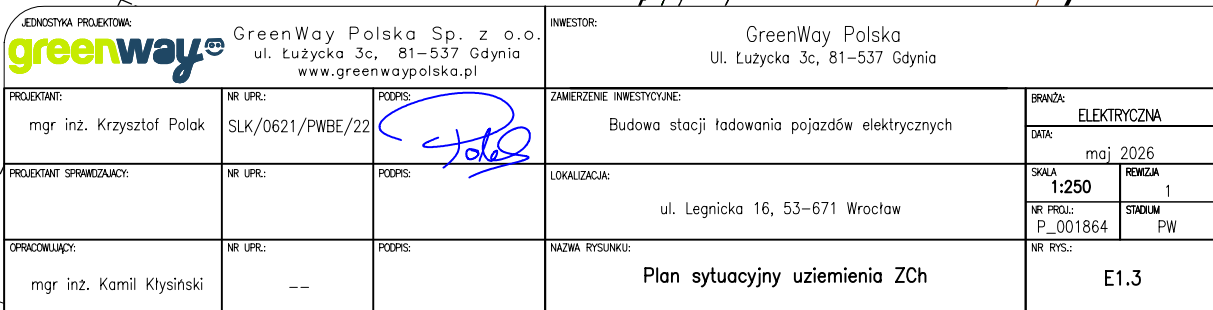 JEDNOSTYKA PROJEKTOWA:
greenway
GreenWay Polska Sp. z o.o.
ul. Łużycka 3c, 81-537 Gdynia
www.greenwaypolska.pl
INWESTOR:
GreenWay Polska
Ul. Łużycka 3c, 81-537 Gdynia
PROJEKTANT:
mgr inż. Krzysztof Polak
NR UPR.:
SLK/0621/PWBE/22
PODPIS:
ZAMIERZENIE INWESTYCYJNE:
Budowa stacji ładowania pojazdów elektrycznych
BRANŻA:
ELEKTRYCZNA
DATA:
maj 2026
PROJEKTANT SPRAWDZAJACY:
NR UPR.:
PODPIS:
LOKALIZACJA:
ul. Legnicka 16, 53-671 Wrocław
SKALA
1:250
REWIZJA
1
NR PROJ.:
P_001864
STADIUM
PW
OPRACOWUJĄCY:
mgr inż. Kamil Kłysiński
NR UPR.:
--
PODPIS:
NAZWA RYSUNKU:
Plan sytuacyjny uziemienia ZCh
NR RYS.:
E1.3